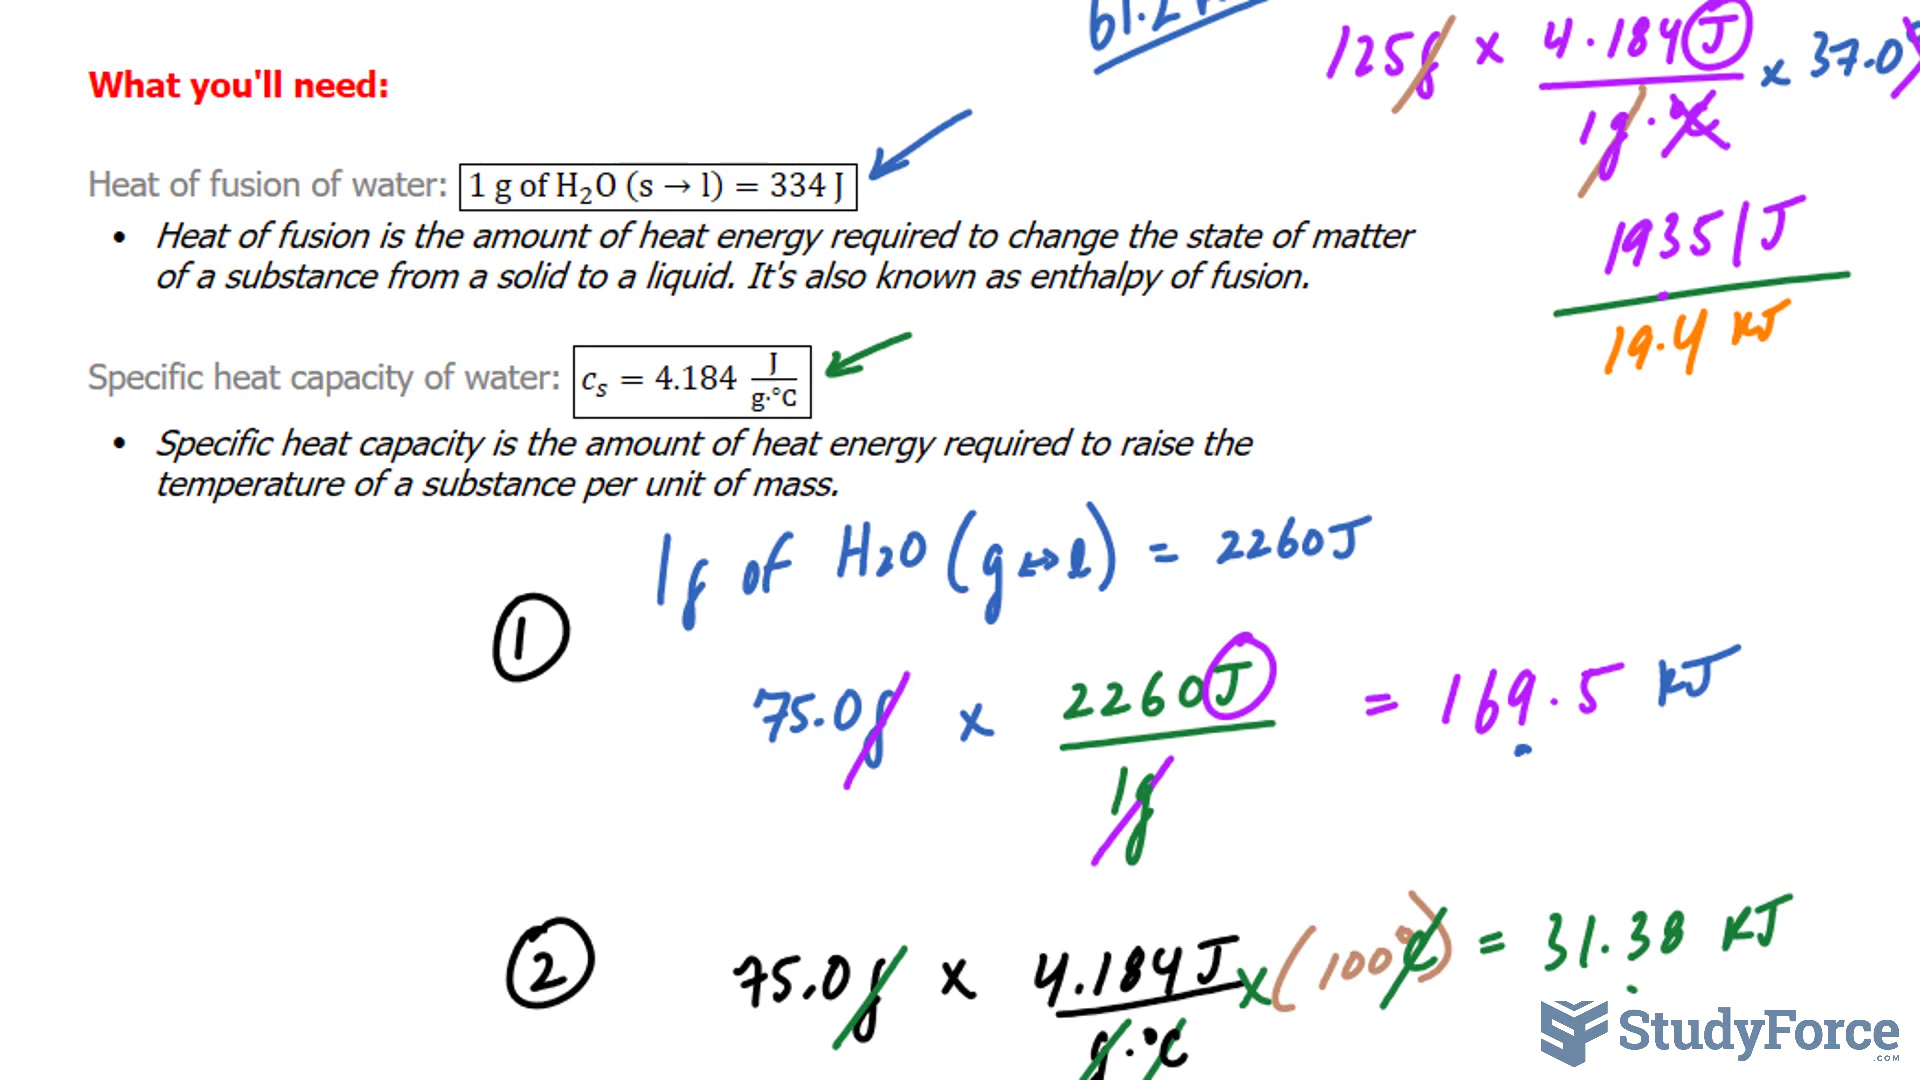 61.2
125g x 4.184 J x 37.0
1g · °C
What you'll need:
Heat of fusion of water: 1 g of H₂O (s → l) = 334 J
• Heat of fusion is the amount of heat energy required to change the state of matter
of a substance from a solid to a liquid. It's also known as enthalpy of fusion.
19351 J
19.4 KJ
Specific heat capacity of water: cₛ = 4.184 J
g·°C
• Specific heat capacity is the amount of heat energy required to raise the
temperature of a substance per unit of mass.
1g of H2O (g ↔ l) = 2260J
1
75.0g x 2260J = 169.5 KJ
1g
2
75.0g x 4.184J x (100°C) = 31.38 KJ
g·°C
StudyForce
.COM